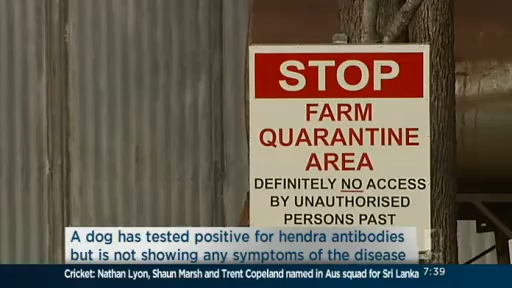 STOP
FARM
QUARANTINE
AREA
DEFINITELY NO ACCESS
BY UNAUTHORISED
PERSONS PAST
A dog has tested positive for hendra antibodies
but is not showing any symptoms of the disease
Cricket: Nathan Lyon, Shaun Marsh and Trent Copeland named in Aus squad for Sri Lanka 7:39